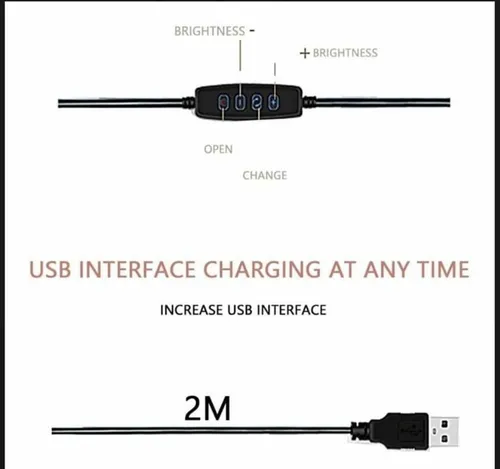 BRIGHTNESS -
+ BRIGHTNESS
OPEN
CHANGE
USB INTERFACE CHARGING AT ANY TIME
INCREASE USB INTERFACE
2M